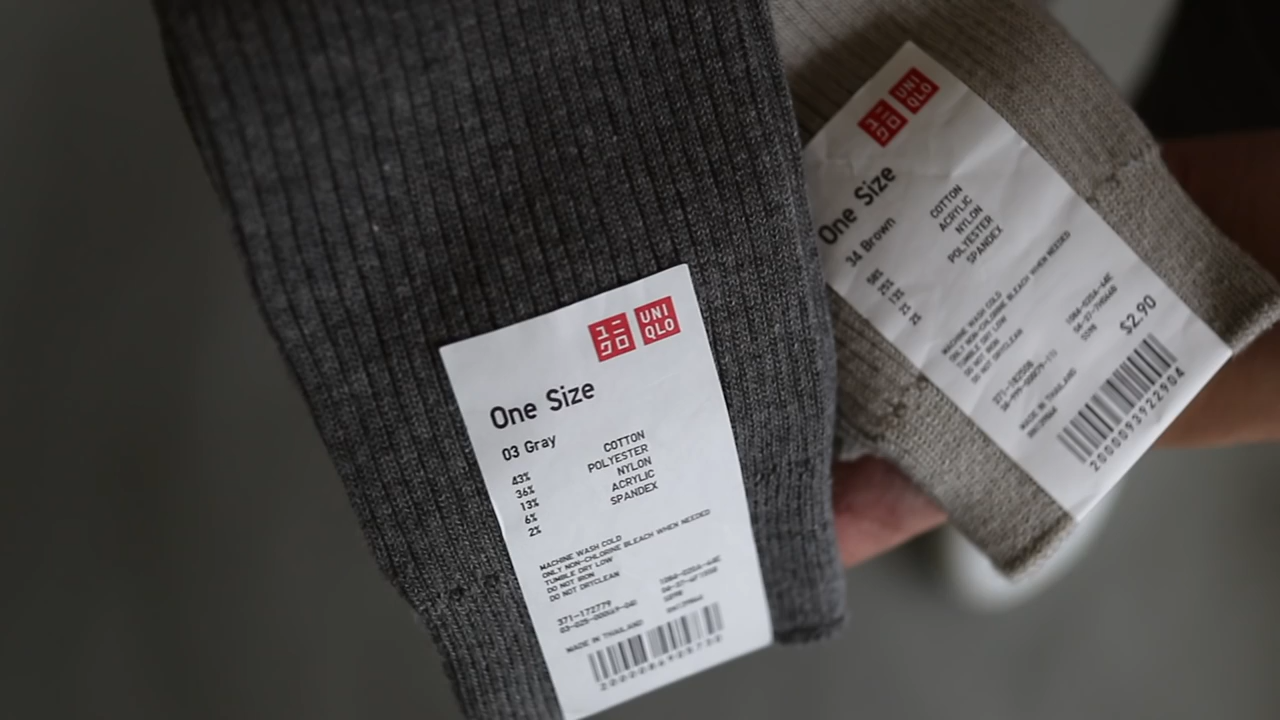 ユニクロ
UNIQLO
One Size
03 Gray
43% COTTON
36% POLYESTER
13% NYLON
6% ACRYLIC
2% SPANDEX
MACHINE WASH COLD
ONLY NON-CHLORINE BLEACH WHEN NEEDED
TUMBLE DRY LOW
DO NOT IRON
DO NOT DRYCLEAN
371-172779
MADE IN THAILAND
ユニクロ
UNIQLO
One Size
34 Brown
58% COTTON
25% ACRYLIC
13% NYLON
2% POLYESTER
2% SPANDEX
MACHINE WASH COLD
ONLY NON-CHLORINE BLEACH WHEN NEEDED
TUMBLE DRY LOW
DO NOT IRON
DO NOT DRYCLEAN
MADE IN THAILAND
$2.90
2000093922904